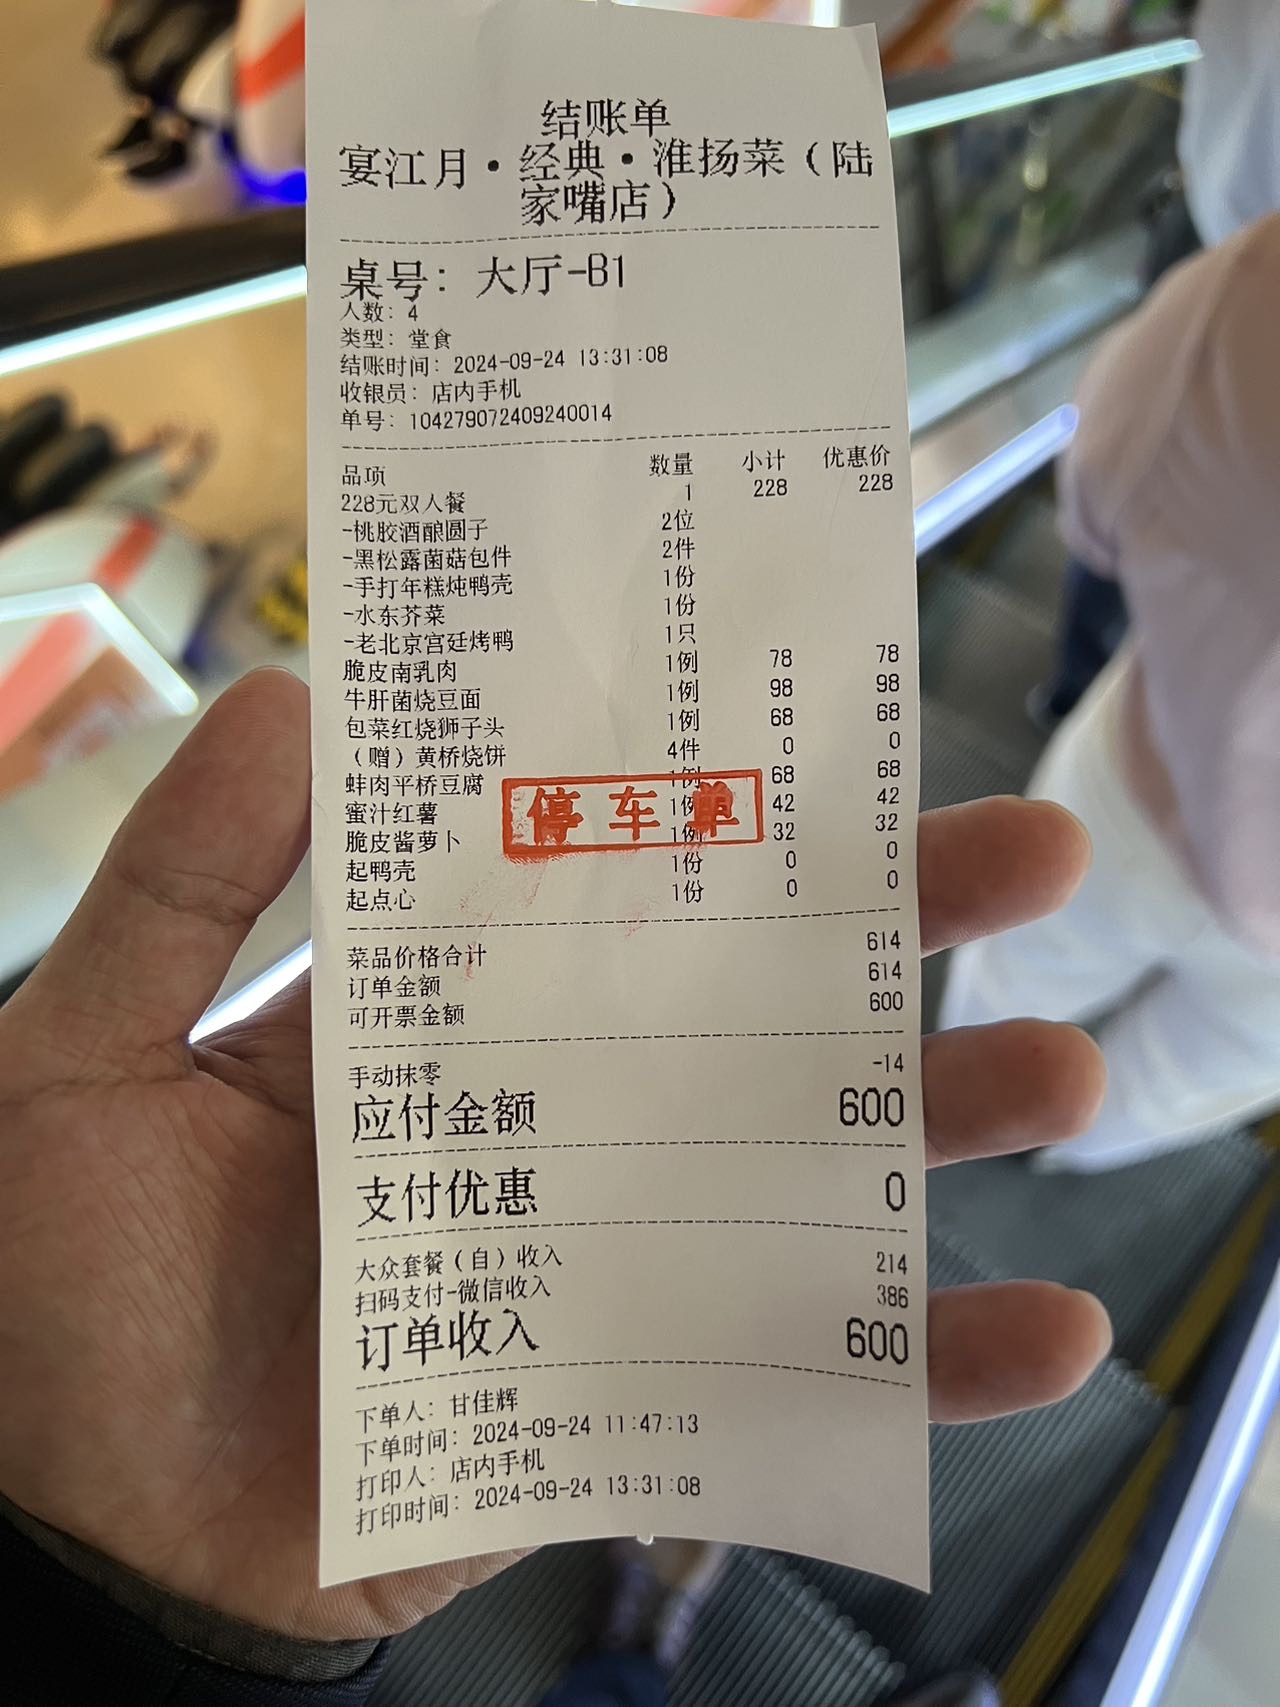 结账单
宴江月·经典·淮扬菜（陆
家嘴店）
桌号：大厅-B1
人数：4
类型：堂食
结账时间：2024-09-24 13:31:08
收银员：店内手机
单号：104279072409240014
品项 数量 小计 优惠价
228元双人餐 1 228 228
-桃胶酒酿圆子 2位
-黑松露菌菇包件 2件
-手打年糕炖鸭壳 1份
-水东芥菜 1份
-老北京宫廷烤鸭 1只
脆皮南乳肉 1例 78 78
牛肝菌烧豆面 1例 98 98
包菜红烧狮子头 1例 68 68
（赠）黄桥烧饼 4件 0 0
蚌肉平桥豆腐 1例 68 68
蜜汁红薯 1例 42 42
脆皮酱萝卜 1例 32 32
停车单
起鸭壳 1份 0 0
起点心 1份 0 0
菜品价格合计 614
订单金额 614
可开票金额 600
手动抹零 -14
应付金额 600
支付优惠 0
大众套餐（自）收入 214
扫码支付-微信收入 386
订单收入 600
下单人：甘佳辉
下单时间：2024-09-24 11:47:13
打印人：店内手机
打印时间：2024-09-24 13:31:08